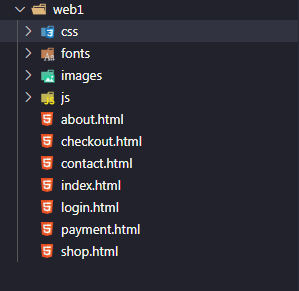 web1
css
fonts
images
js
about.html
checkout.html
contact.html
index.html
login.html
payment.html
shop.html